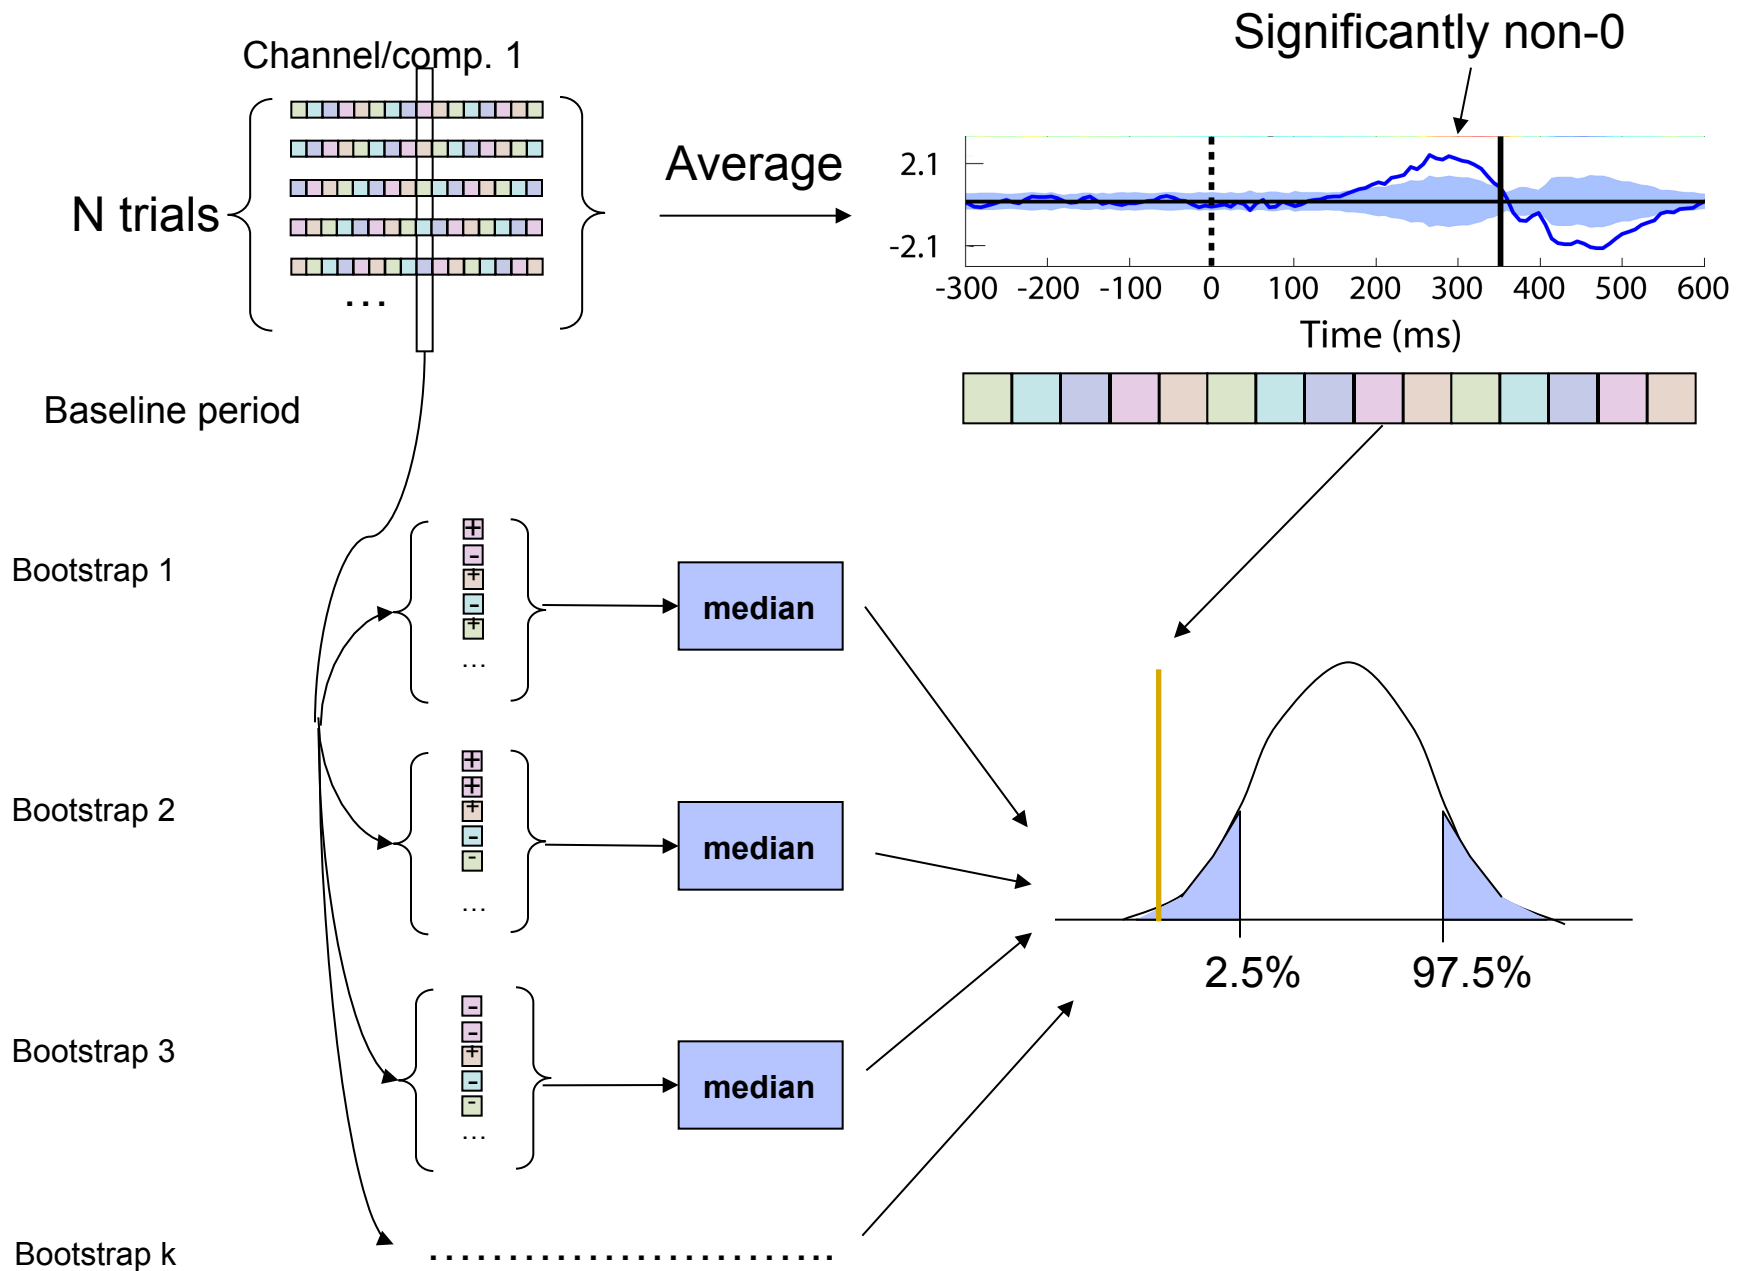 Significantly non-0
Channel/comp. 1
N trials
...
Average
2.1
-2.1
-300 -200 -100 0 100 200 300 400 500 600
Time (ms)
Baseline period
Bootstrap 1
+
-
+
-
+
...
median
Bootstrap 2
+
+
+
-
-
...
median
2.5% 97.5%
Bootstrap 3
-
-
+
-
-
...
median
Bootstrap k
..........................